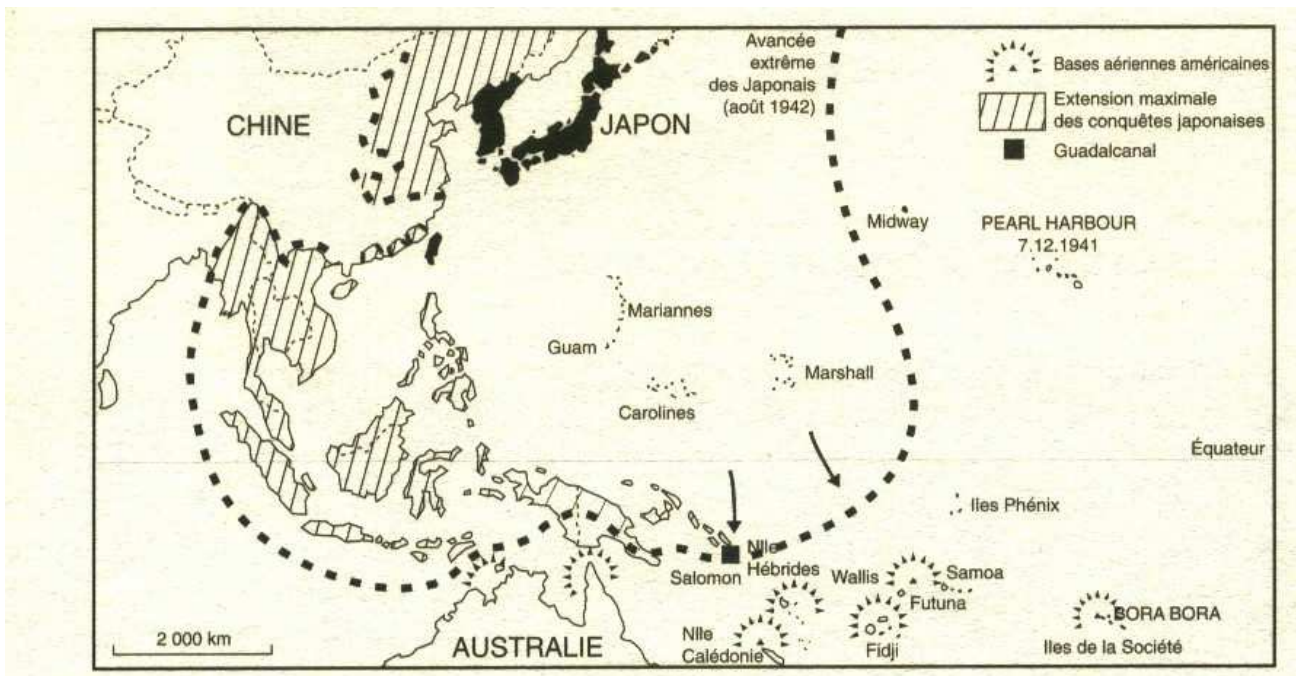 Avancée
extrême
des Japonais
(août 1942)
Bases aériennes américaines
Extension maximale
des conquêtes japonaises
Guadalcanal
CHINE
JAPON
Midway
PEARL HARBOUR
7.12.1941
Mariannes
Guam
Marshall
Carolines
Équateur
Iles Phénix
Salomon
Nlle
Hébrides
Wallis
Samoa
Futuna
BORA BORA
Iles de la Société
Nlle
Calédonie
Fidji
AUSTRALIE
2 000 km